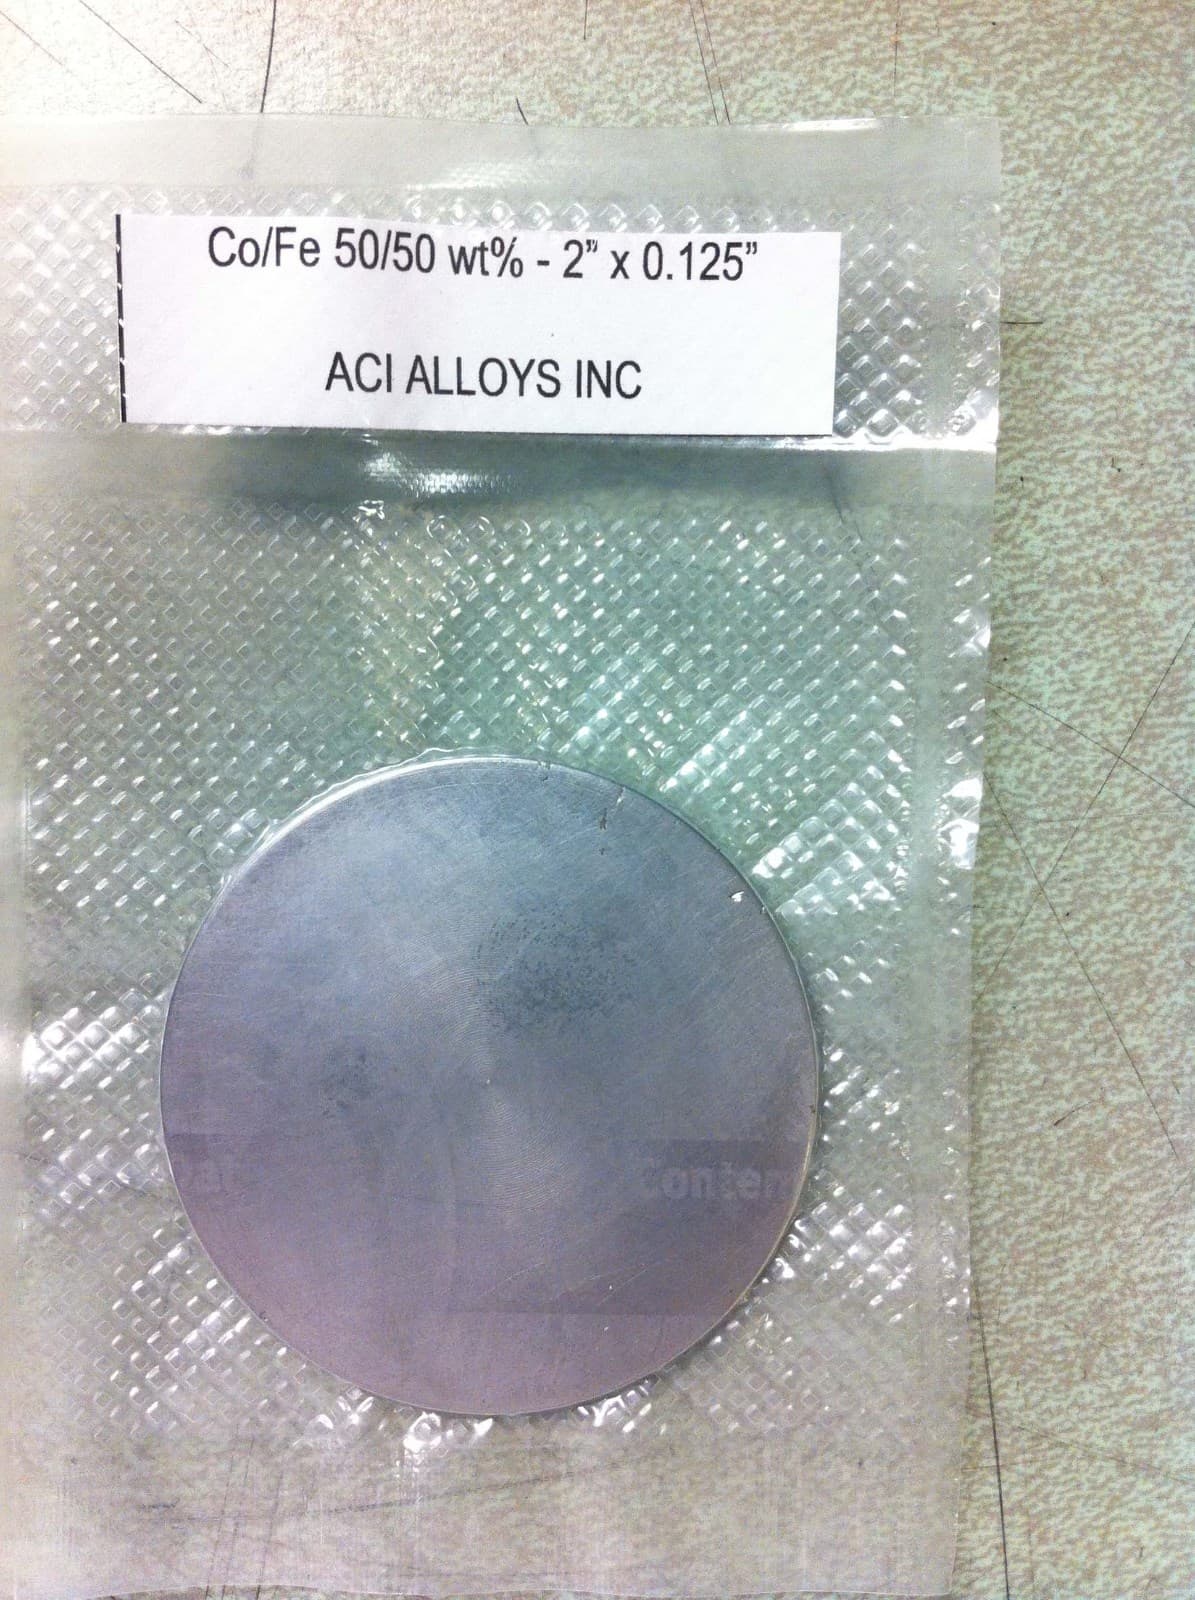 Co/Fe 50/50 wt% - 2” x 0.125”
ACI ALLOYS INC